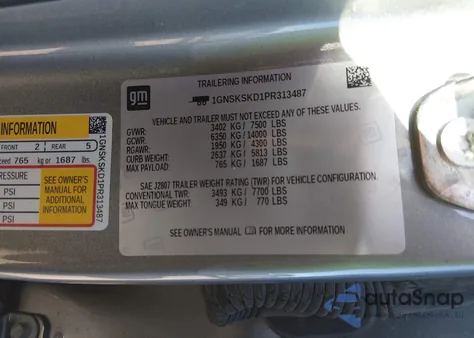 INFORMATION
FRONT 2 REAR 5
ceed 765 kg or 1687 lbs.
PRESSURE
PSI
PSI
PSI
SEE OWNER'S
MANUAL FOR
ADDITIONAL
INFORMATION
1GNSKSKD1PR313487
gm
TRAILERING INFORMATION
1GNSKSKD1PR313487
VEHICLE AND TRAILER MUST NOT EXCEED ANY OF THESE VALUES.
GVWR: 3402 KG / 7500 LBS
GCWR: 6350 KG / 14000 LBS
RGAWR: 1950 KG / 4300 LBS
CURB WEIGHT: 2637 KG / 5813 LBS
MAX PAYLOAD: 765 KG / 1687 LBS
SAE J2807 TRAILER WEIGHT RATING (TWR) FOR VEHICLE CONFIGURATION.
CONVENTIONAL TWR: 3493 KG / 7700 LBS
MAX TONGUE WEIGHT: 349 KG / 770 LBS
SEE OWNER'S MANUAL FOR MORE INFORMATION
autoSnap